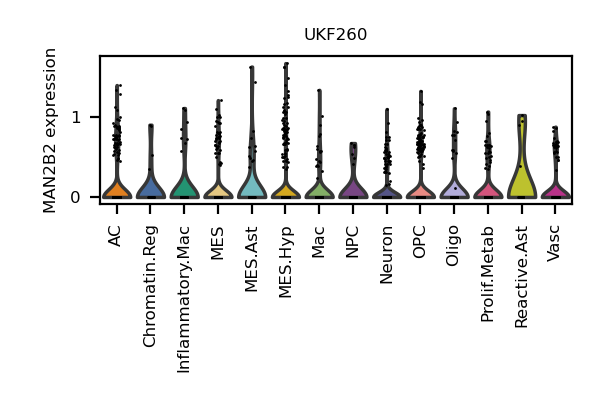 UKF260
MAN2B2 expression
1
0
AC
Chromatin.Reg
Inflammatory.Mac
MES
MES.Ast
MES.Hyp
Mac
NPC
Neuron
OPC
Oligo
Prolif.Metab
Reactive.Ast
Vasc